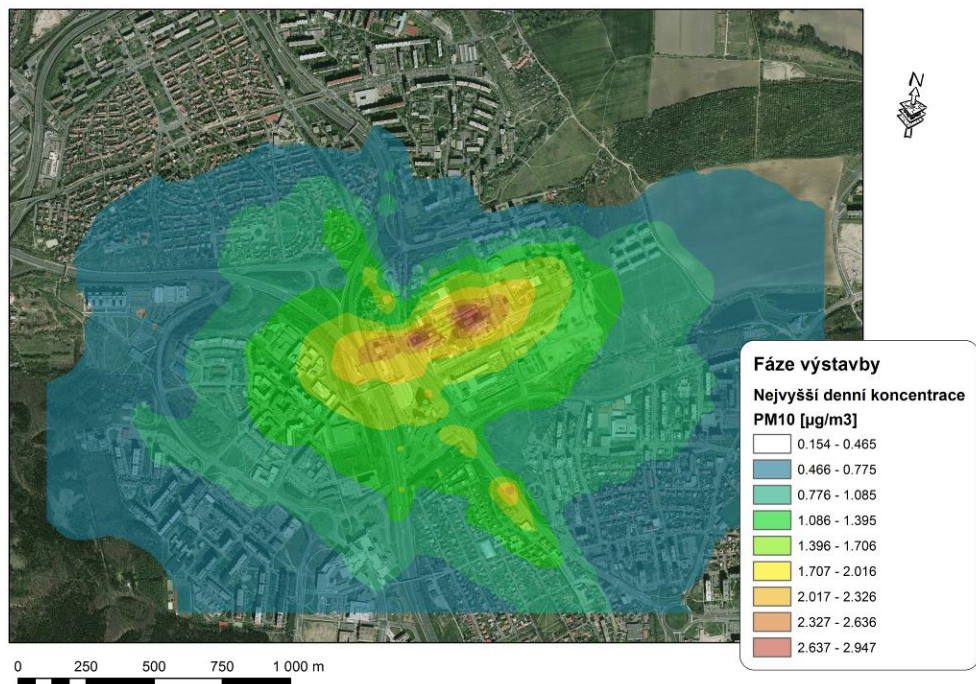 N
Fáze výstavby
Nejvyšší denní koncentrace
PM10 [µg/m3]
0.154 - 0.465
0.466 - 0.775
0.776 - 1.085
1.086 - 1.395
1.396 - 1.706
1.707 - 2.016
2.017 - 2.326
2.327 - 2.636
2.637 - 2.947
0 250 500 750 1 000 m